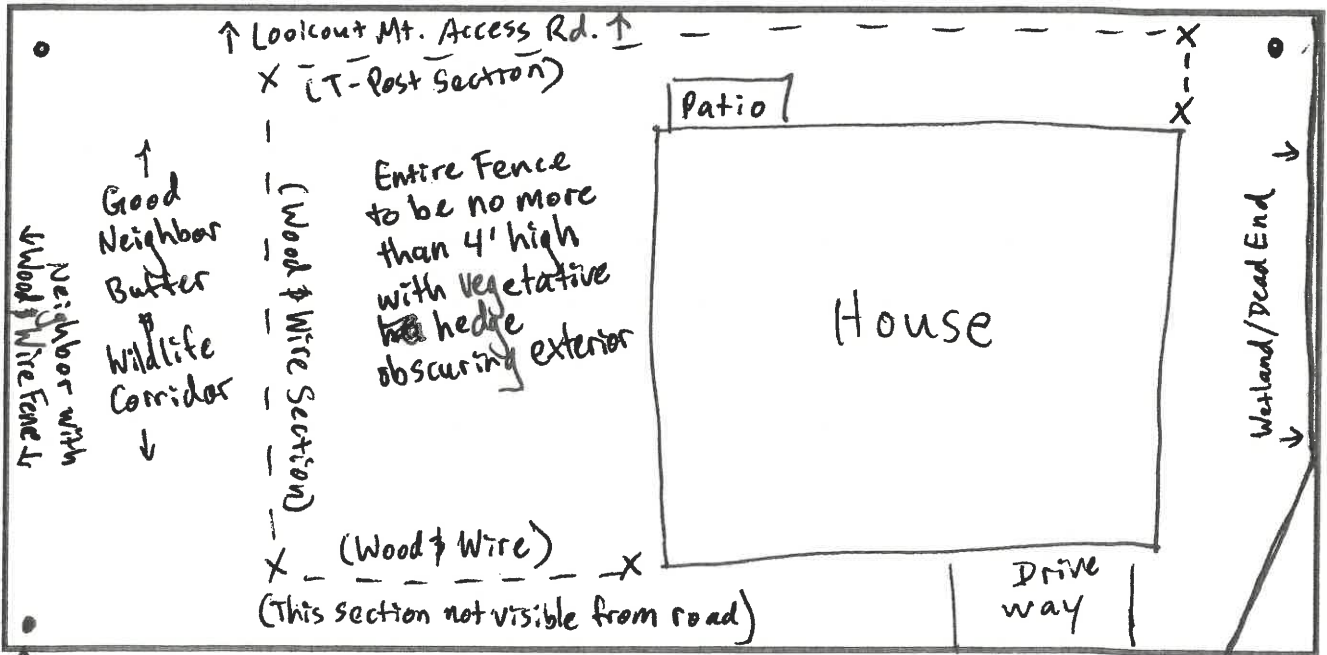 ↑ Lookout Mt. Access Rd. ↑
X (T-Post Section) X
X
Patio
↑
Good
Neighbor
Buffer
&
Wildlife
Corridor
↓
Neighbor with
↓ Wood & Wire Fence ↓
(Wood & Wire Section)
Entire Fence
to be no more
than 4' high
with vegetative
hedge
obscuring exterior
House
Wetland/Dead End
X (Wood & Wire) X
(This section not visible from road)
Drive
way